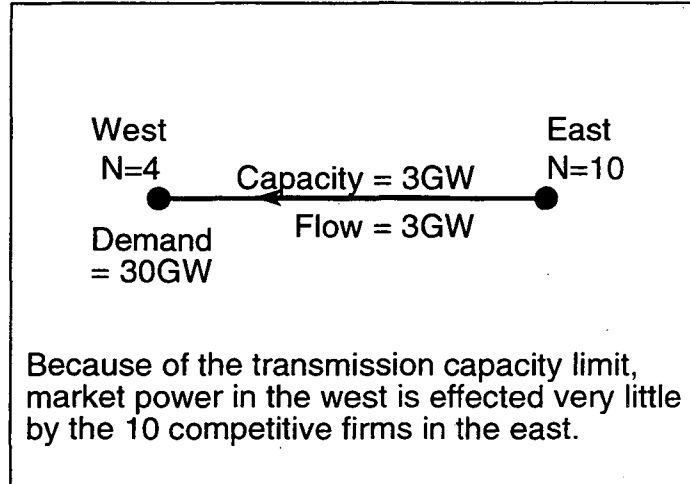 West
N=4
East
N=10
Capacity = 3GW
Flow = 3GW
Demand
= 30GW
Because of the transmission capacity limit,
market power in the west is effected very little
by the 10 competitive firms in the east.